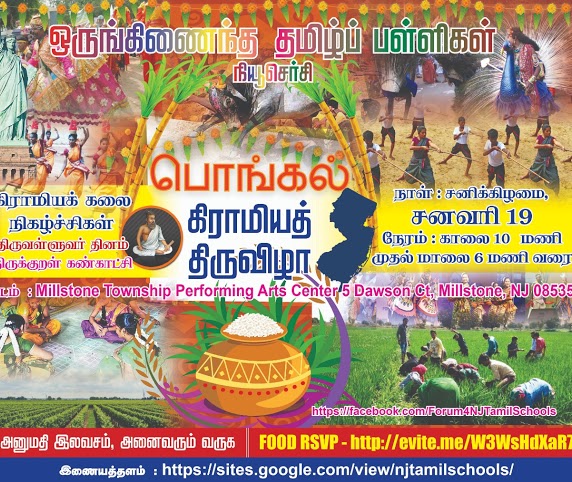 ஒருங்கிணைந்த தமிழ்ப் பள்ளிகள்
நியூசெர்சி
பொங்கல்
கிராமியத்
திருவிழா
கிராமியக் கலை
நிகழ்ச்சிகள்
திருவள்ளுவர் தினம்
திருக்குறள் கண்காட்சி
நாள் : சனிக்கிழமை,
சனவரி 19
நேரம் : காலை 10 மணி
முதல் மாலை 6 மணி வரை
டம் : Millstone Township Performing Arts Center 5 Dawson Ct, Millstone, NJ 08535
https://facebook.com/Forum4NJTamilSchools
அனுமதி இலவசம், அனைவரும் வருக
FOOD RSVP - http://evite.me/W3WsHdXaR7
இணையத்தளம் : https://sites.google.com/view/njtamilschools/